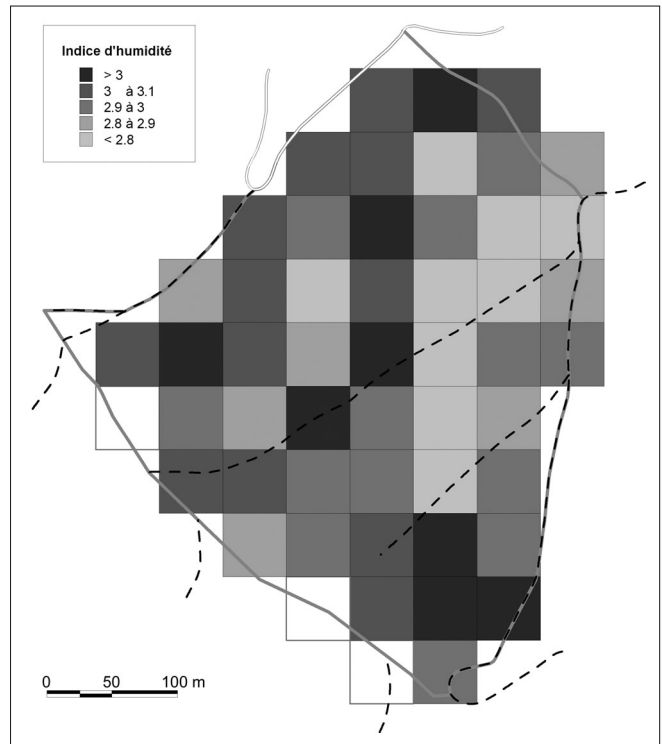 Indice d'humidité
> 3
3 à 3.1
2.9 à 3
2.8 à 2.9
< 2.8
0 50 100 m